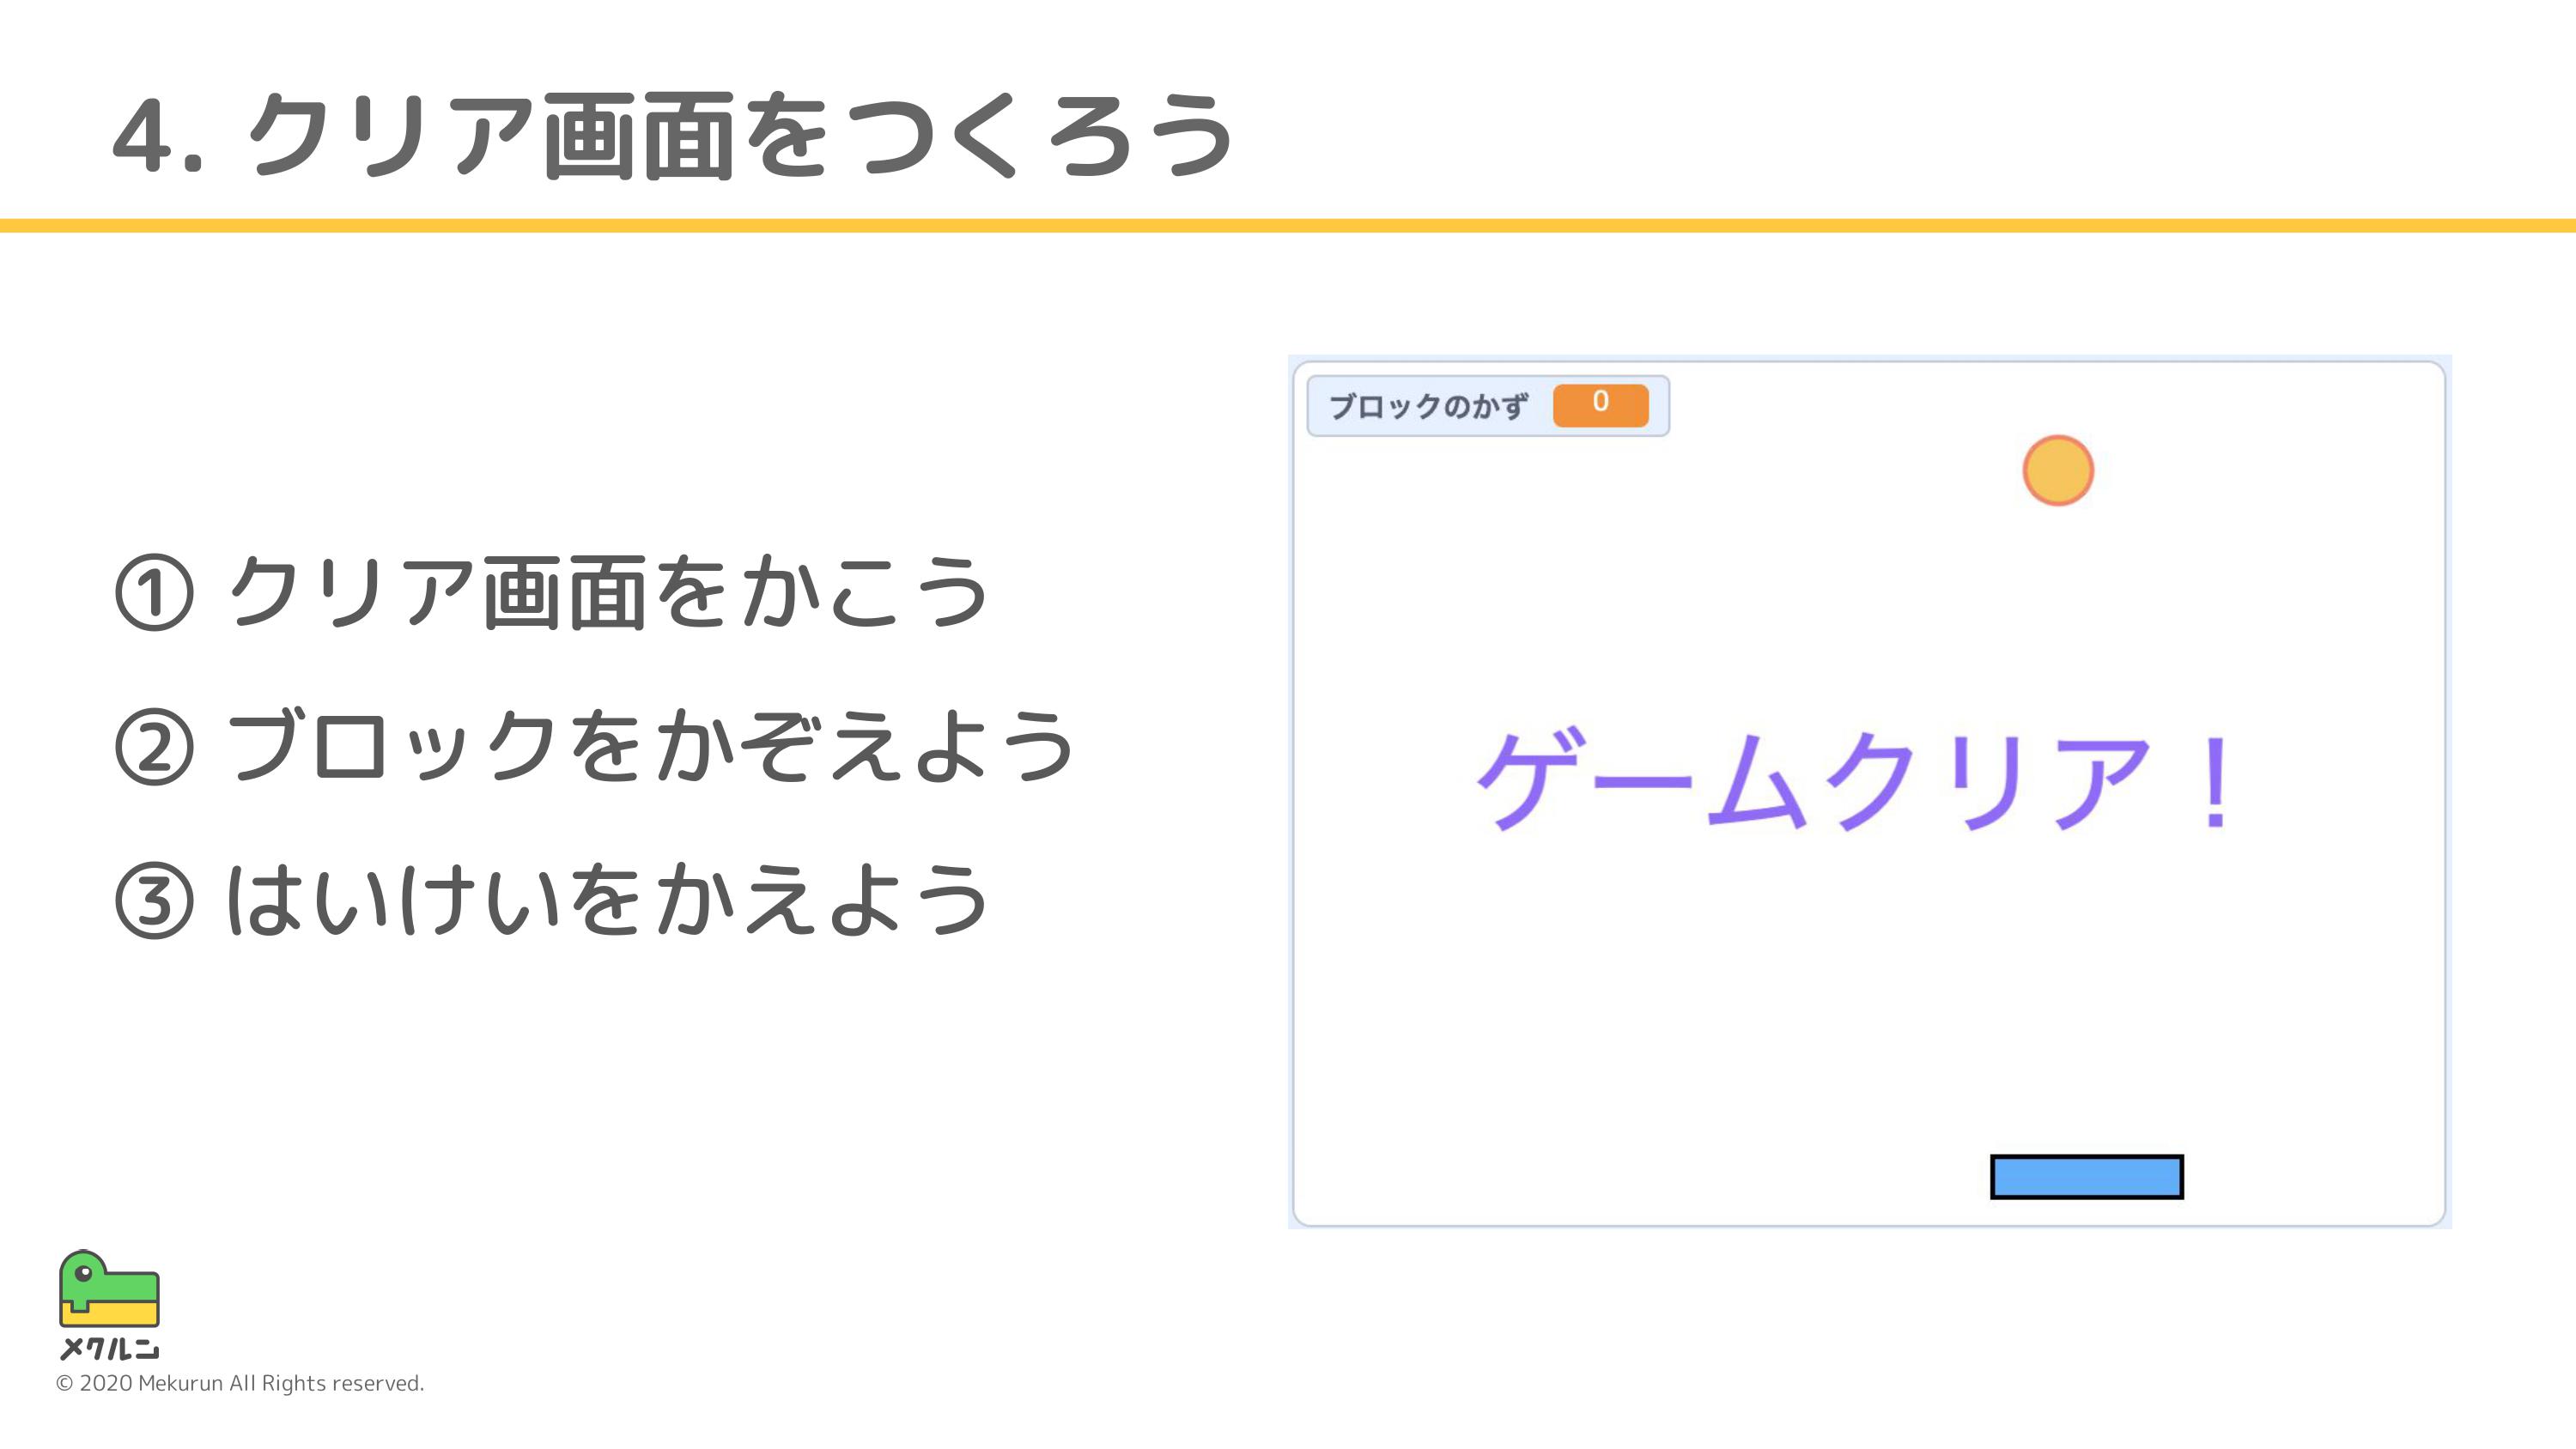 4. クリア画面をつくろう
① クリア画面をかこう
② ブロックをかぞえよう
③ はいけいをかえよう
ブロックのかず 0
ゲームクリア！
メクルン
© 2020 Mekurun All Rights reserved.